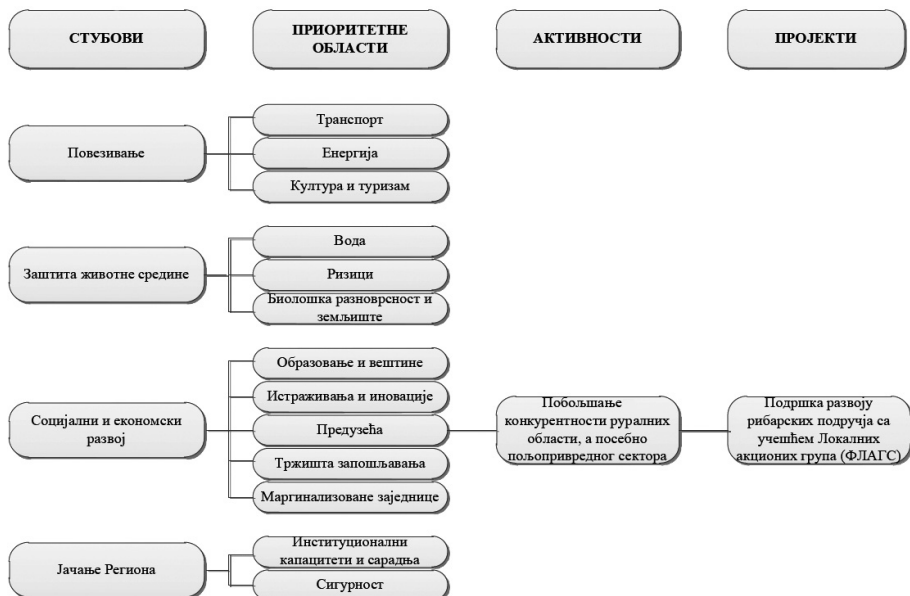 СТУБОВИ
ПРИОРИТЕТНЕ
ОБЛАСТИ
АКТИВНОСТИ
ПРОЈЕКТИ
Повезивање
Транспорт
Енергија
Култура и туризам
Заштита животне средине
Вода
Ризици
Биолошка разноврсност и
земљиште
Социјални и економски
развој
Образовање и вештине
Истраживања и иновације
Предузећа
Тржишта запошљавања
Маргинализоване заједнице
Побољшање
конкурентности руралних
области, а посебно
пољопривредног сектора
Подршка развоју
рибарских подручја са
учешћем Локалних
акционих група (ФЛАГС)
Јачање Региона
Институционални
капацитети и сарадња
Сигурност